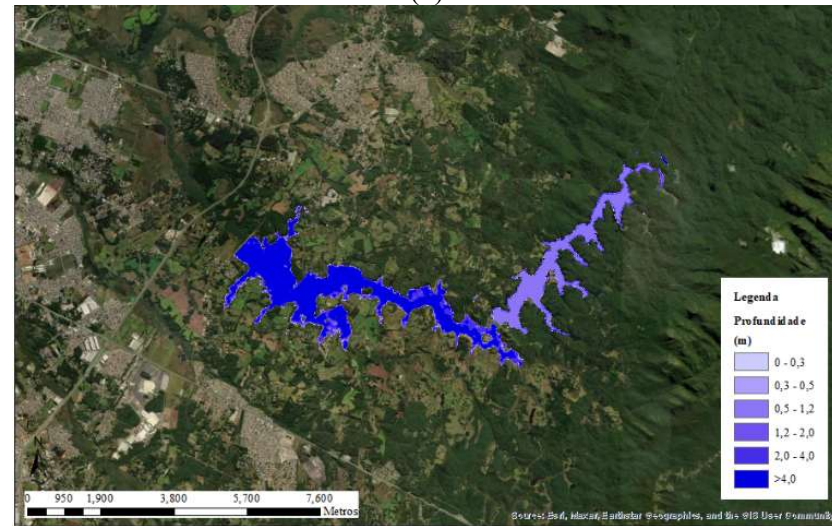 Legenda
Profundidade
(m)
0 - 0,3
0,3 - 0,5
0,5 - 1,2
1,2 - 2,0
2,0 - 4,0
>4,0
0 950 1,900 3,800 5,700 7,600
Metros
Source: Esri, Maxar, Earthstar Geographics, and the GIS User Community